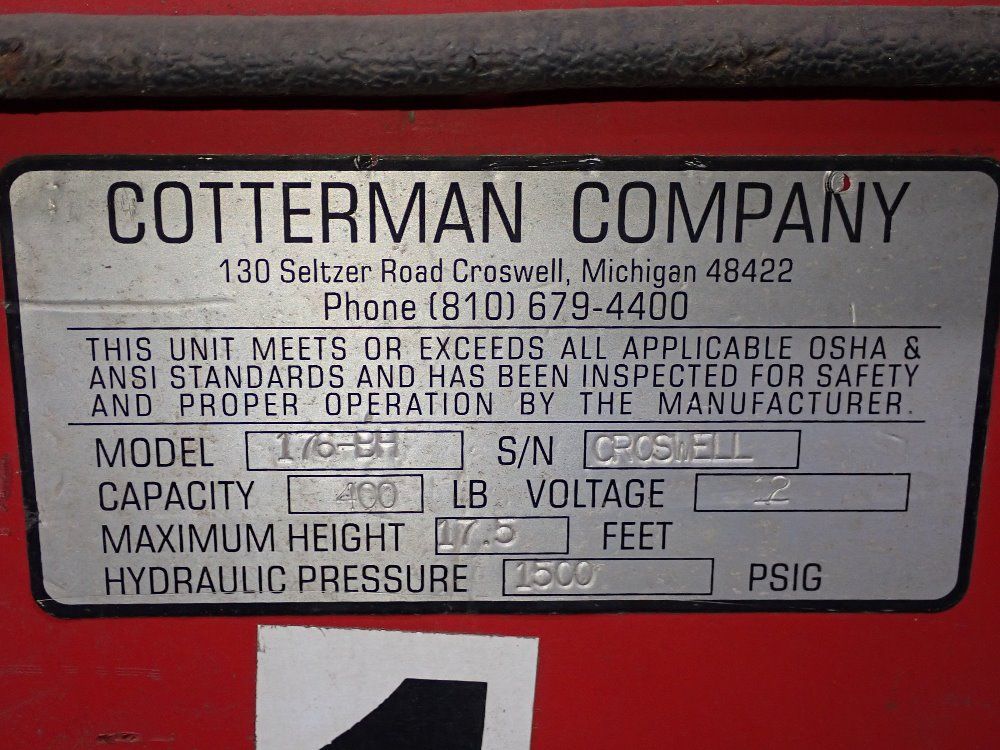 COTTERMAN COMPANY
130 Seltzer Road Croswell, Michigan 48422
Phone (810) 679-4400
THIS UNIT MEETS OR EXCEEDS ALL APPLICABLE OSHA &
ANSI STANDARDS AND HAS BEEN INSPECTED FOR SAFETY
AND PROPER OPERATION BY THE MANUFACTURER.
MODEL 176-BH S/N CROSWELL
CAPACITY 400 LB VOLTAGE 12
MAXIMUM HEIGHT 17.5 FEET
HYDRAULIC PRESSURE 1500 PSIG
1